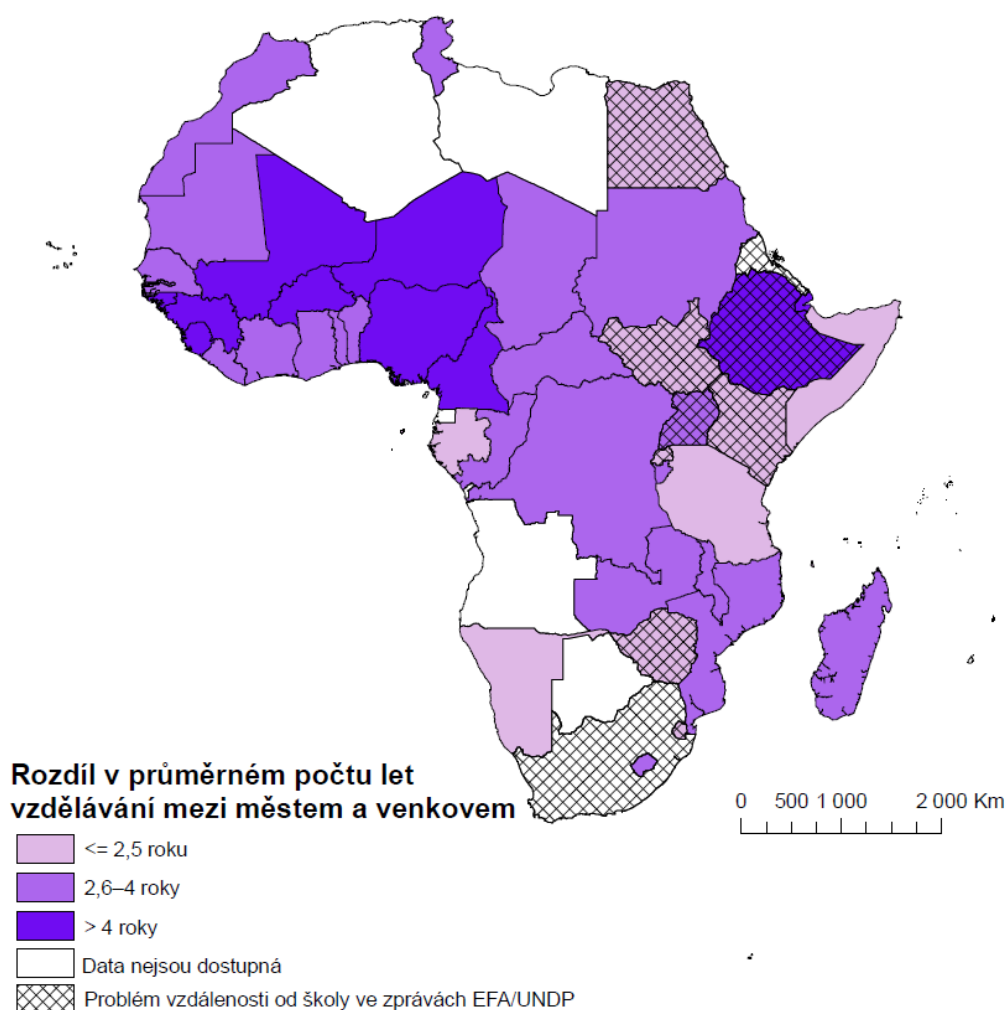 Rozdíl v průměrném počtu let
vzdělávání mezi městem a venkovem
<= 2,5 roku
2,6–4 roky
> 4 roky
Data nejsou dostupná
Problém vzdálenosti od školy ve zprávách EFA/UNDP
0 500 1 000 2 000 Km